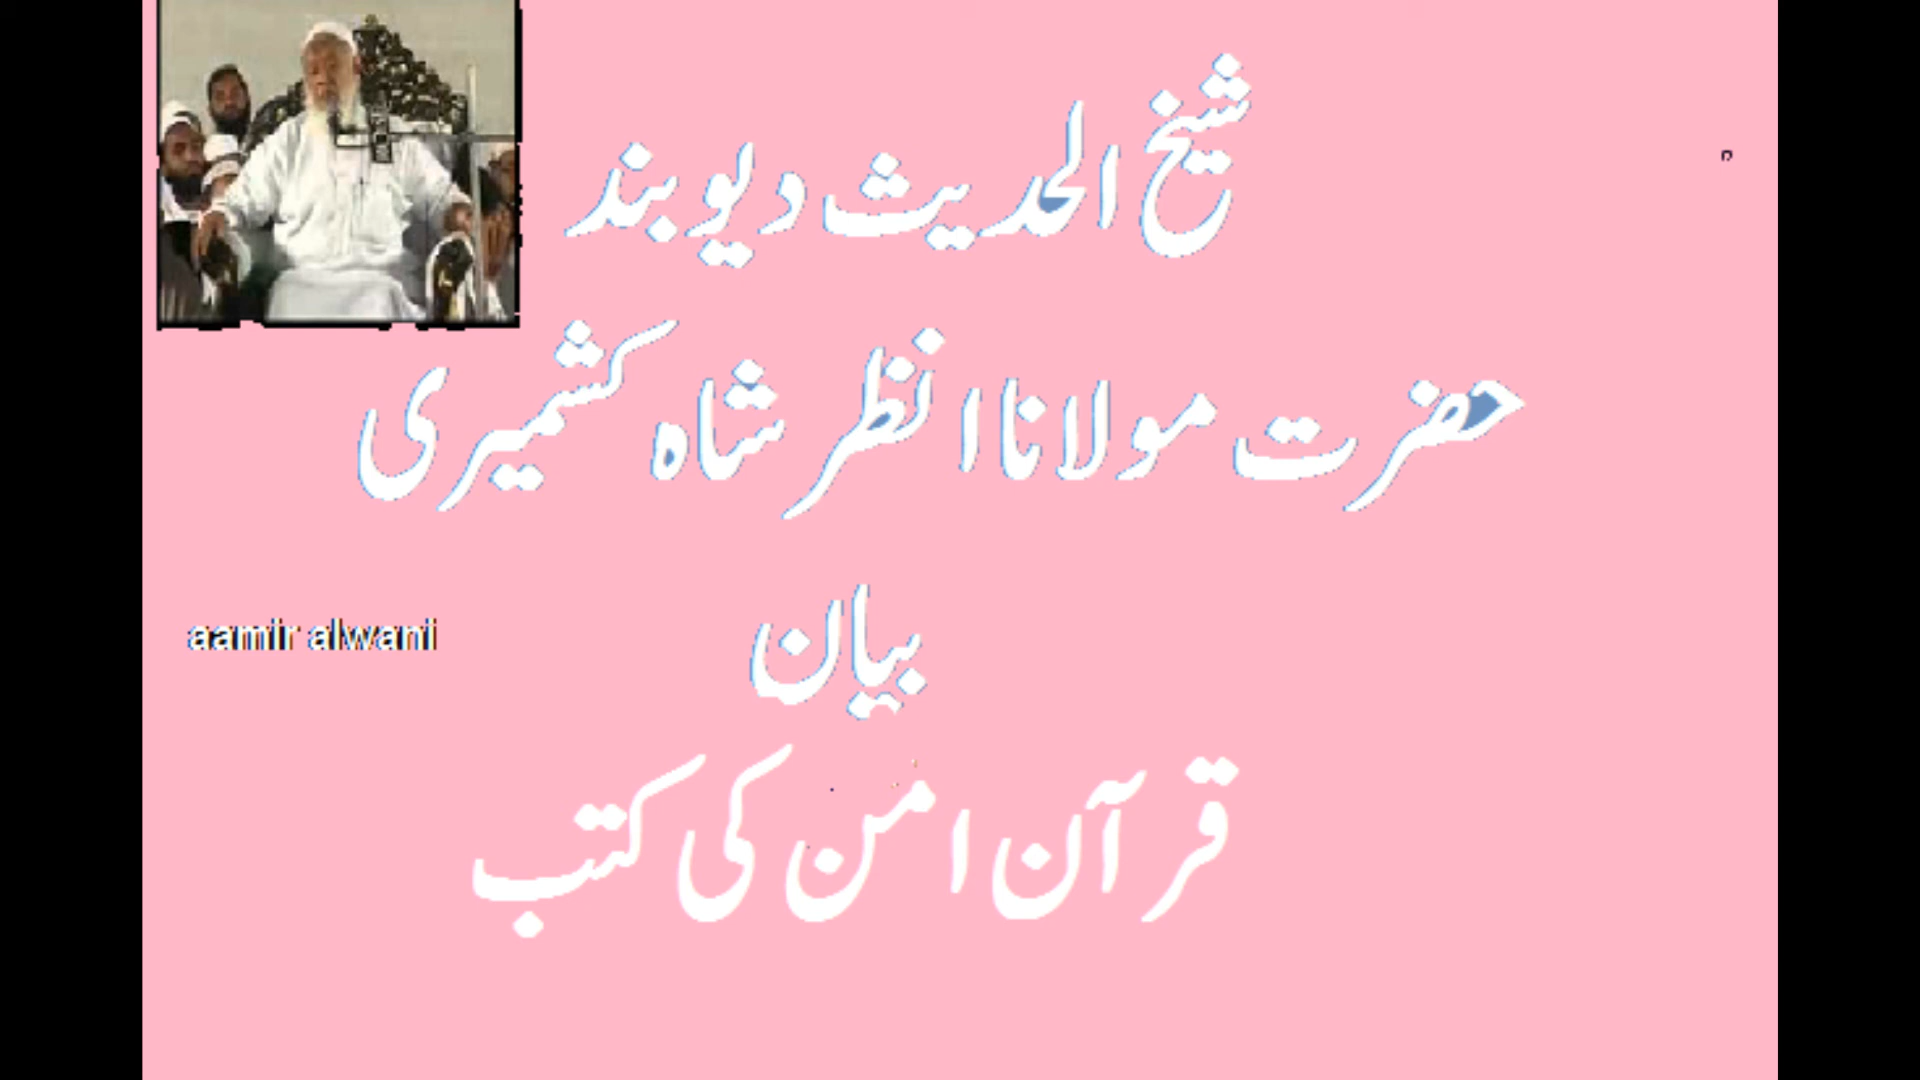 شیخ الحدیث دیوبند
حضرت مولانا انظر شاہ کشمیری
بیان
aamir alwani
قرآن امن کی کتب